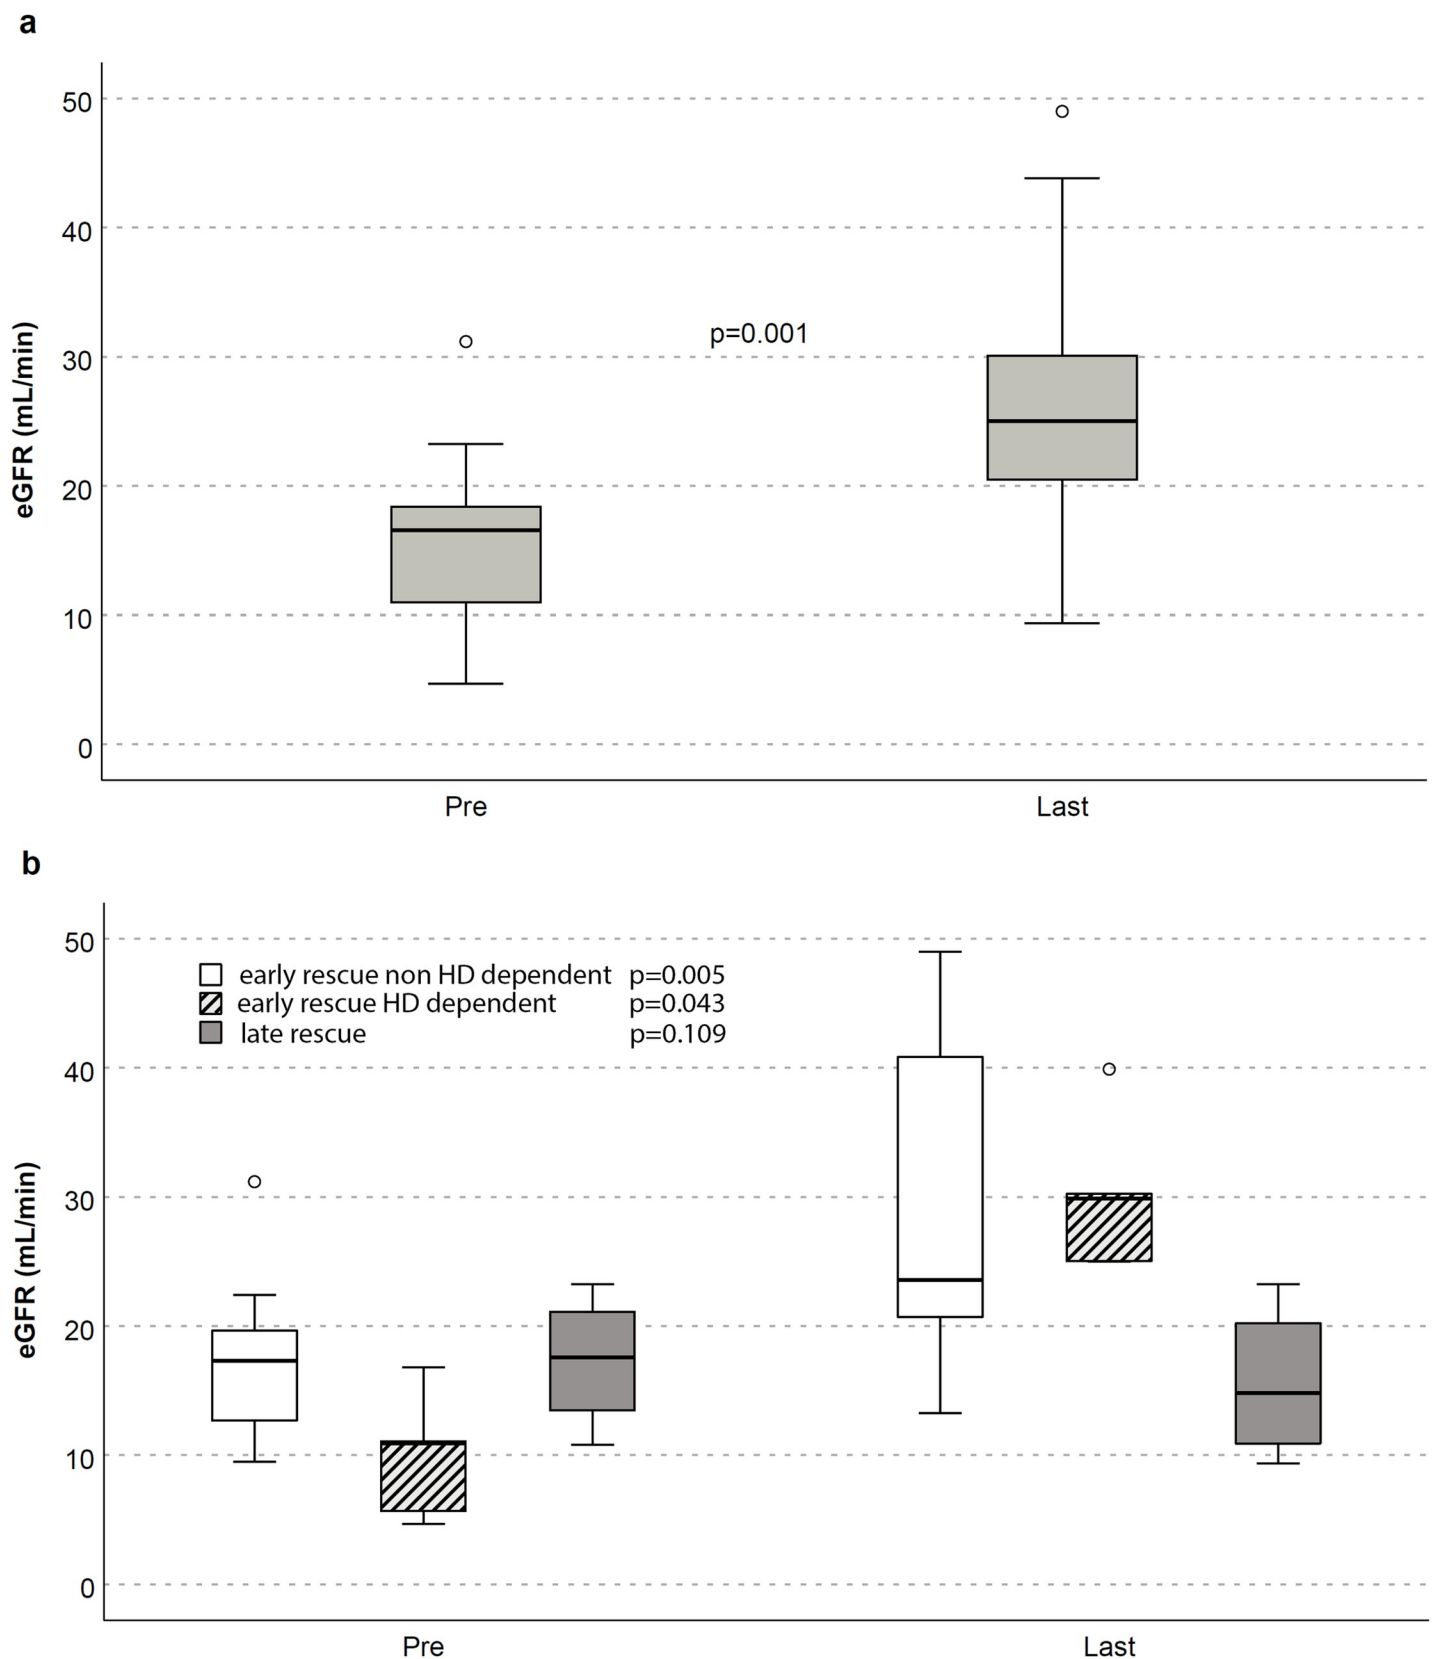 a
50
40
30
20
10
0
eGFR (mL/min)
p=0.001
Pre Last
b
50
40
30
20
10
0
eGFR (mL/min)
early rescue non HD dependent p=0.005
early rescue HD dependent p=0.043
late rescue p=0.109
Pre Last